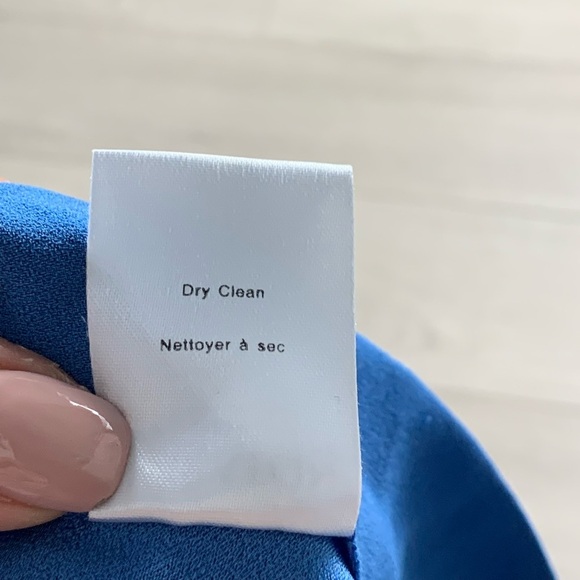 Dry Clean
Nettoyer à sec